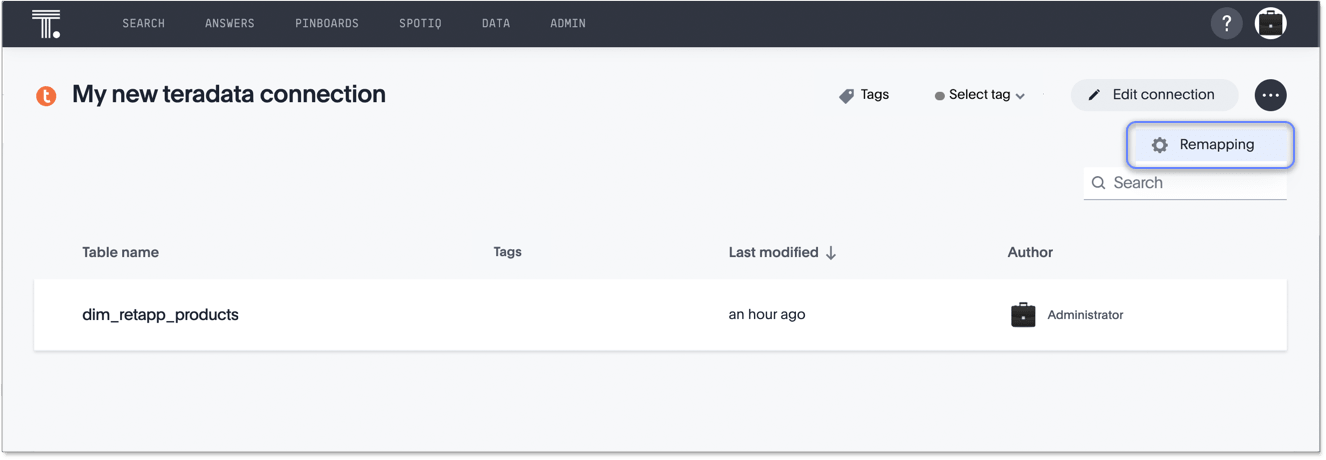 T. SEARCH ANSWERS PINBOARDS SPOTIQ DATA ADMIN ?
t My new teradata connection Tags Select tag Edit connection ...
Remapping
Search
Table name Tags Last modified ↓ Author
dim_retapp_products an hour ago Administrator